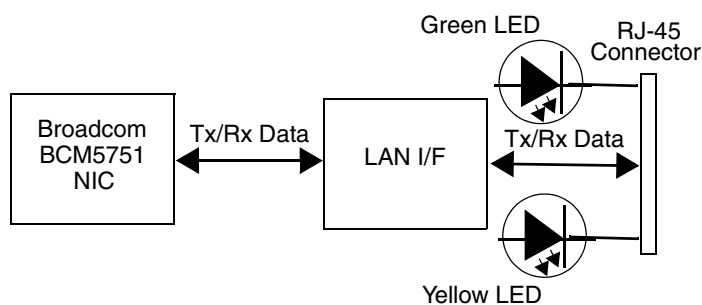 Green LED
RJ-45
Connector
Broadcom
BCM5751
NIC
Tx/Rx Data
LAN I/F
Tx/Rx Data
Yellow LED